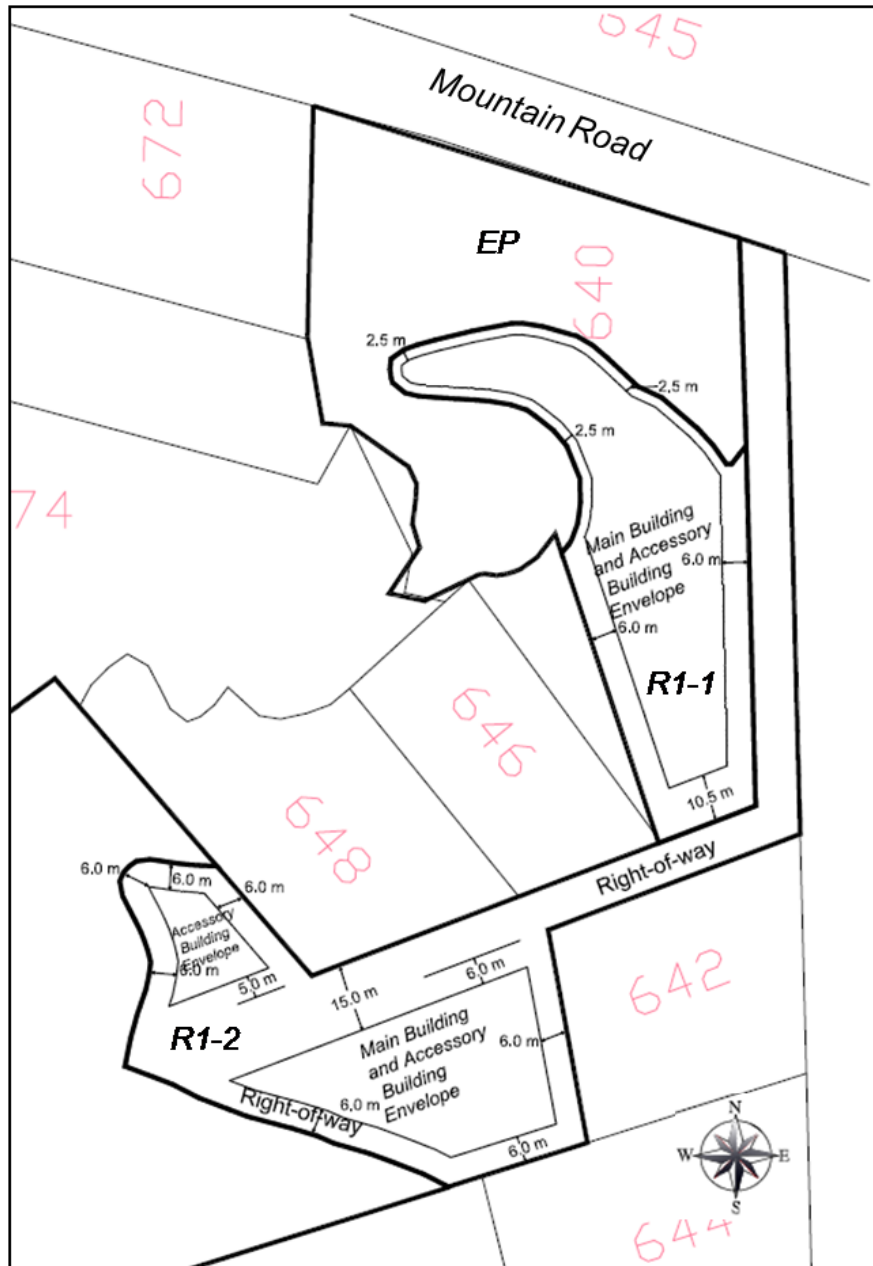 645
Mountain Road
672
EP
640
2.5 m
2.5 m
2.5 m
74
Main Building
and Accessory
Building
Envelope
6.0 m
6.0 m
R1-1
646
10.5 m
648
Right-of-way
6.0 m
6.0 m
6.0 m
Accessory
Building
Envelope
6.0 m
5.0 m
15.0 m
6.0 m
642
R1-2
Main Building
and Accessory
Building
Envelope
6.0 m
6.0 m
Right-of-way
6.0 m
N
W
E
S
644